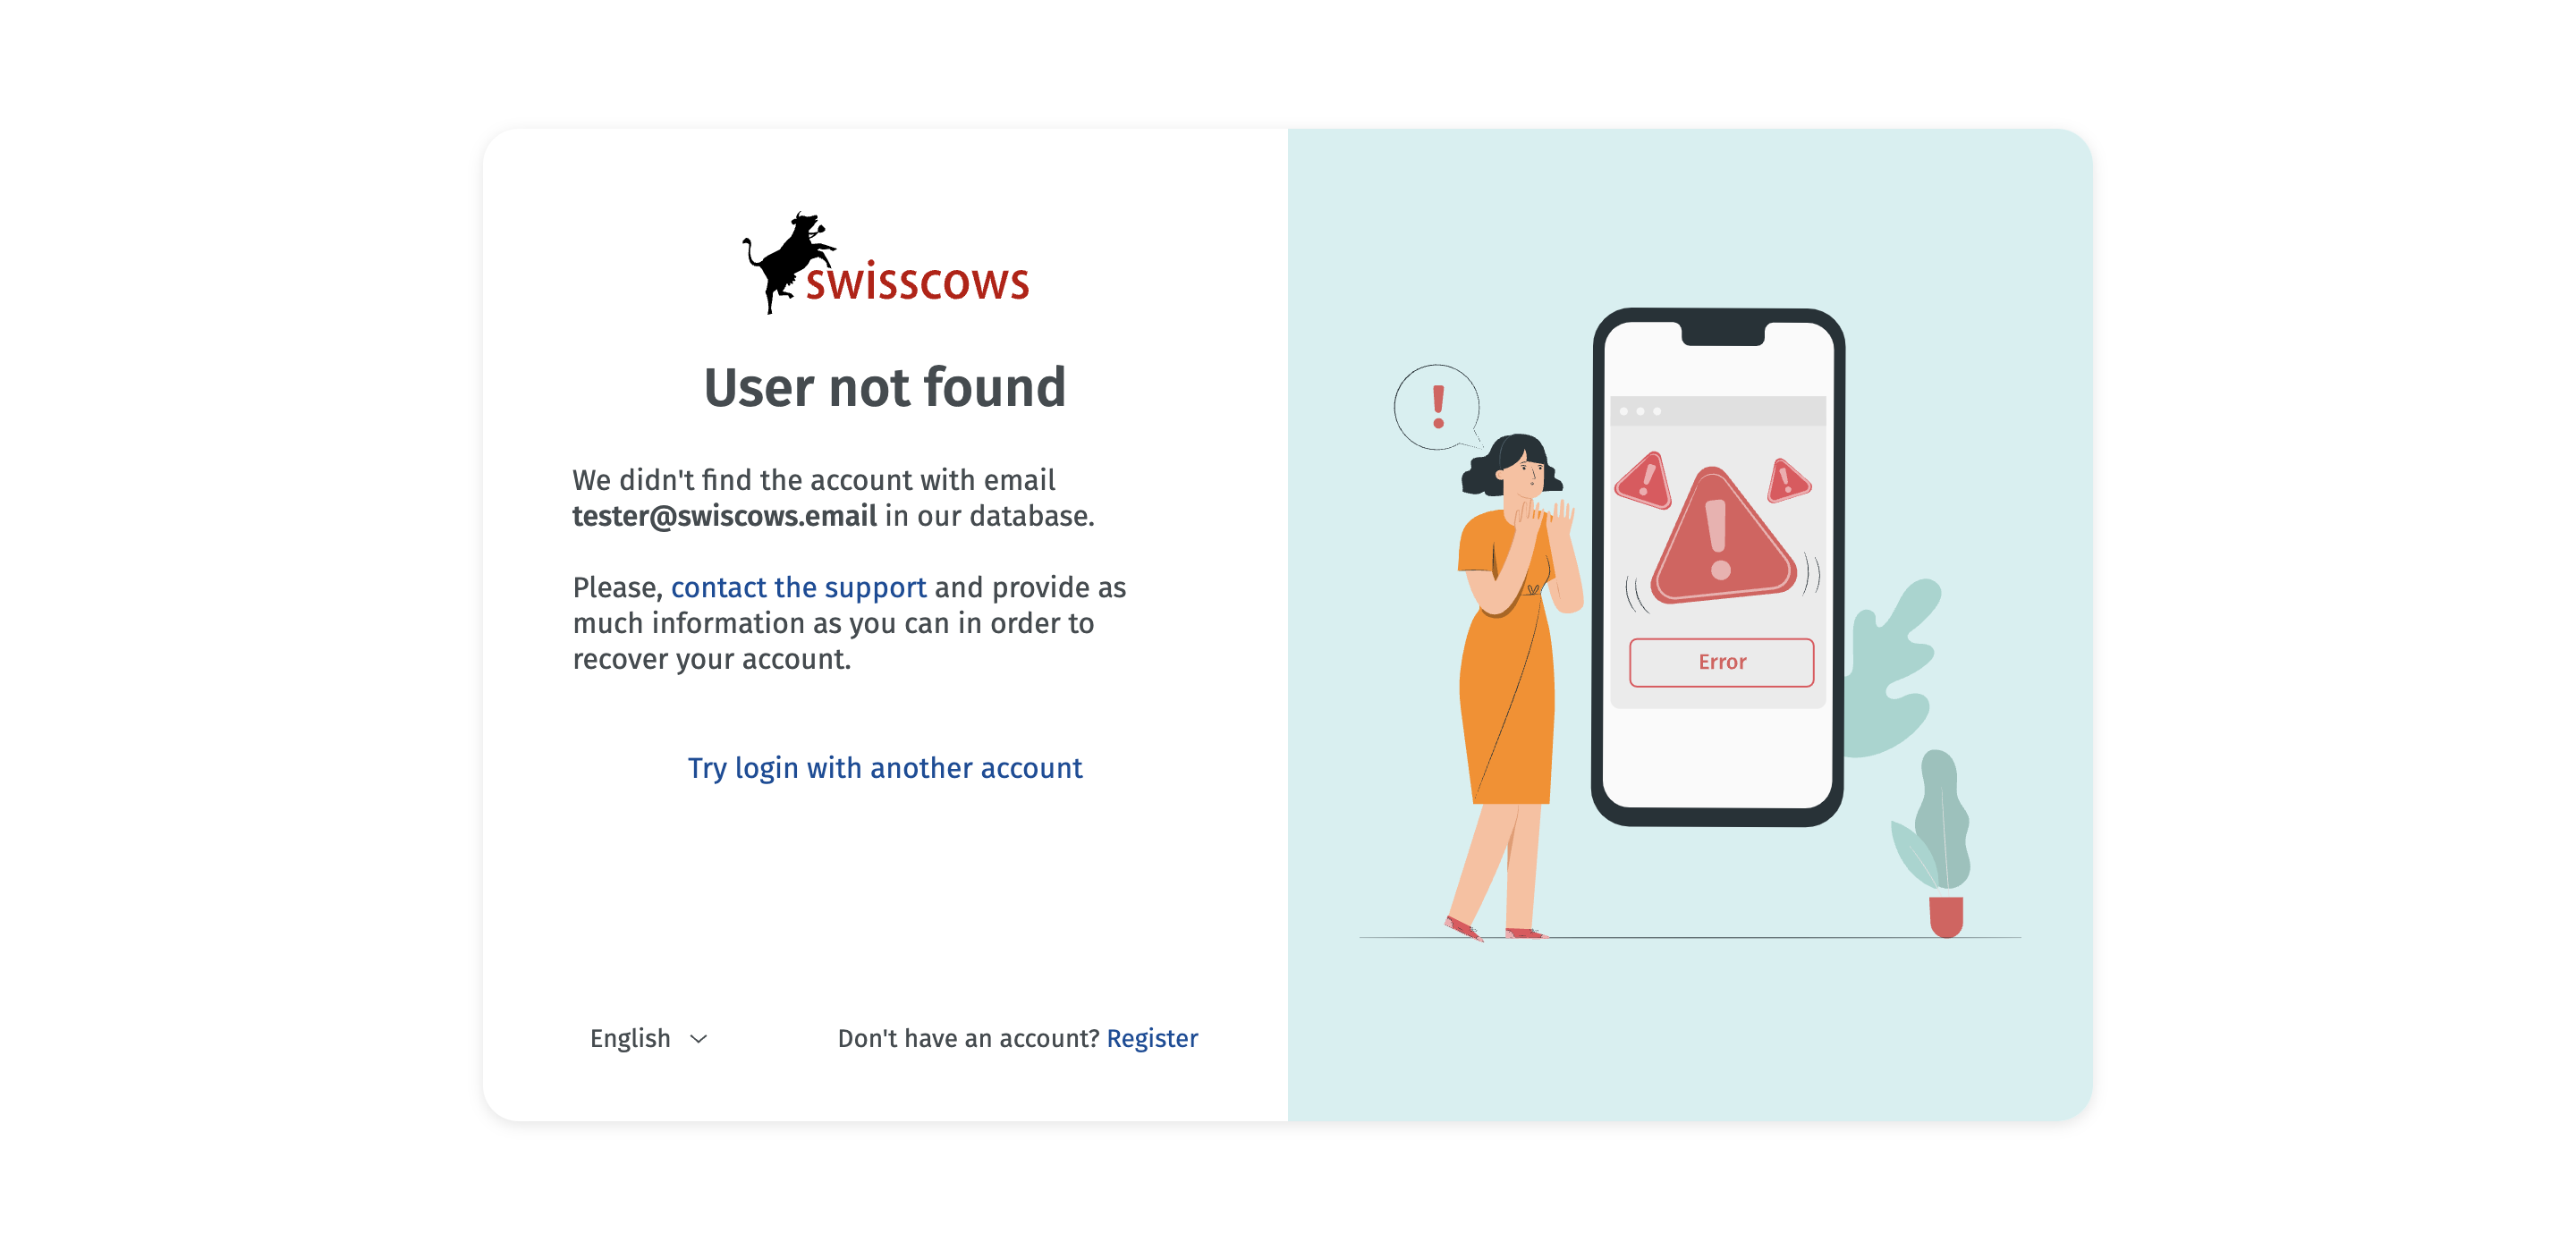 swisscows
User not found
We didn't find the account with email
tester@swiscows.email in our database.
Please, contact the support and provide as
much information as you can in order to
recover your account.
Try login with another account
English
Don't have an account? Register
!
Error